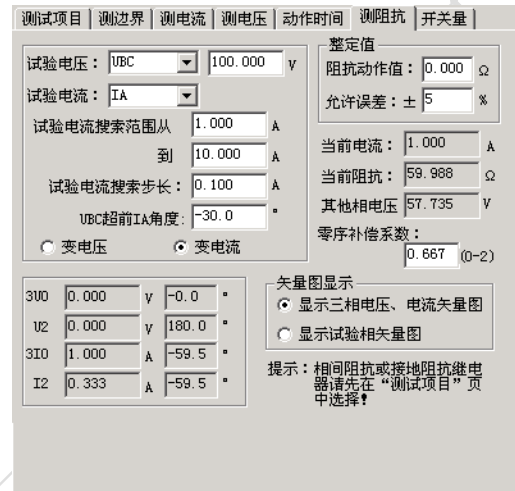 测试项目 测边界 测电流 测电压 动作时间 测阻抗 开关量
试验电压： UBC 100.000 V
试验电流： IA
试验电流搜索范围从 1.000 A
到 10.000 A
试验电流搜索步长： 0.100 A
UBC超前IA角度： -30.0 °
变电压 变电流
整定值
阻抗动作值： 0.000 Ω
允许误差：± 5 %
当前电流： 1.000 A
当前阻抗： 59.988 Ω
其他相电压 57.735 V
零序补偿系数：
0.667 (0-2)
3U0 0.000 V -0.0 °
U2 0.000 V 180.0 °
3I0 1.000 A -59.5 °
I2 0.333 A -59.5 °
矢量图显示
显示三相电压、电流矢量图
显示试验相矢量图
提示：相间阻抗或接地阻抗继电
器请先在“测试项目”页
中选择！